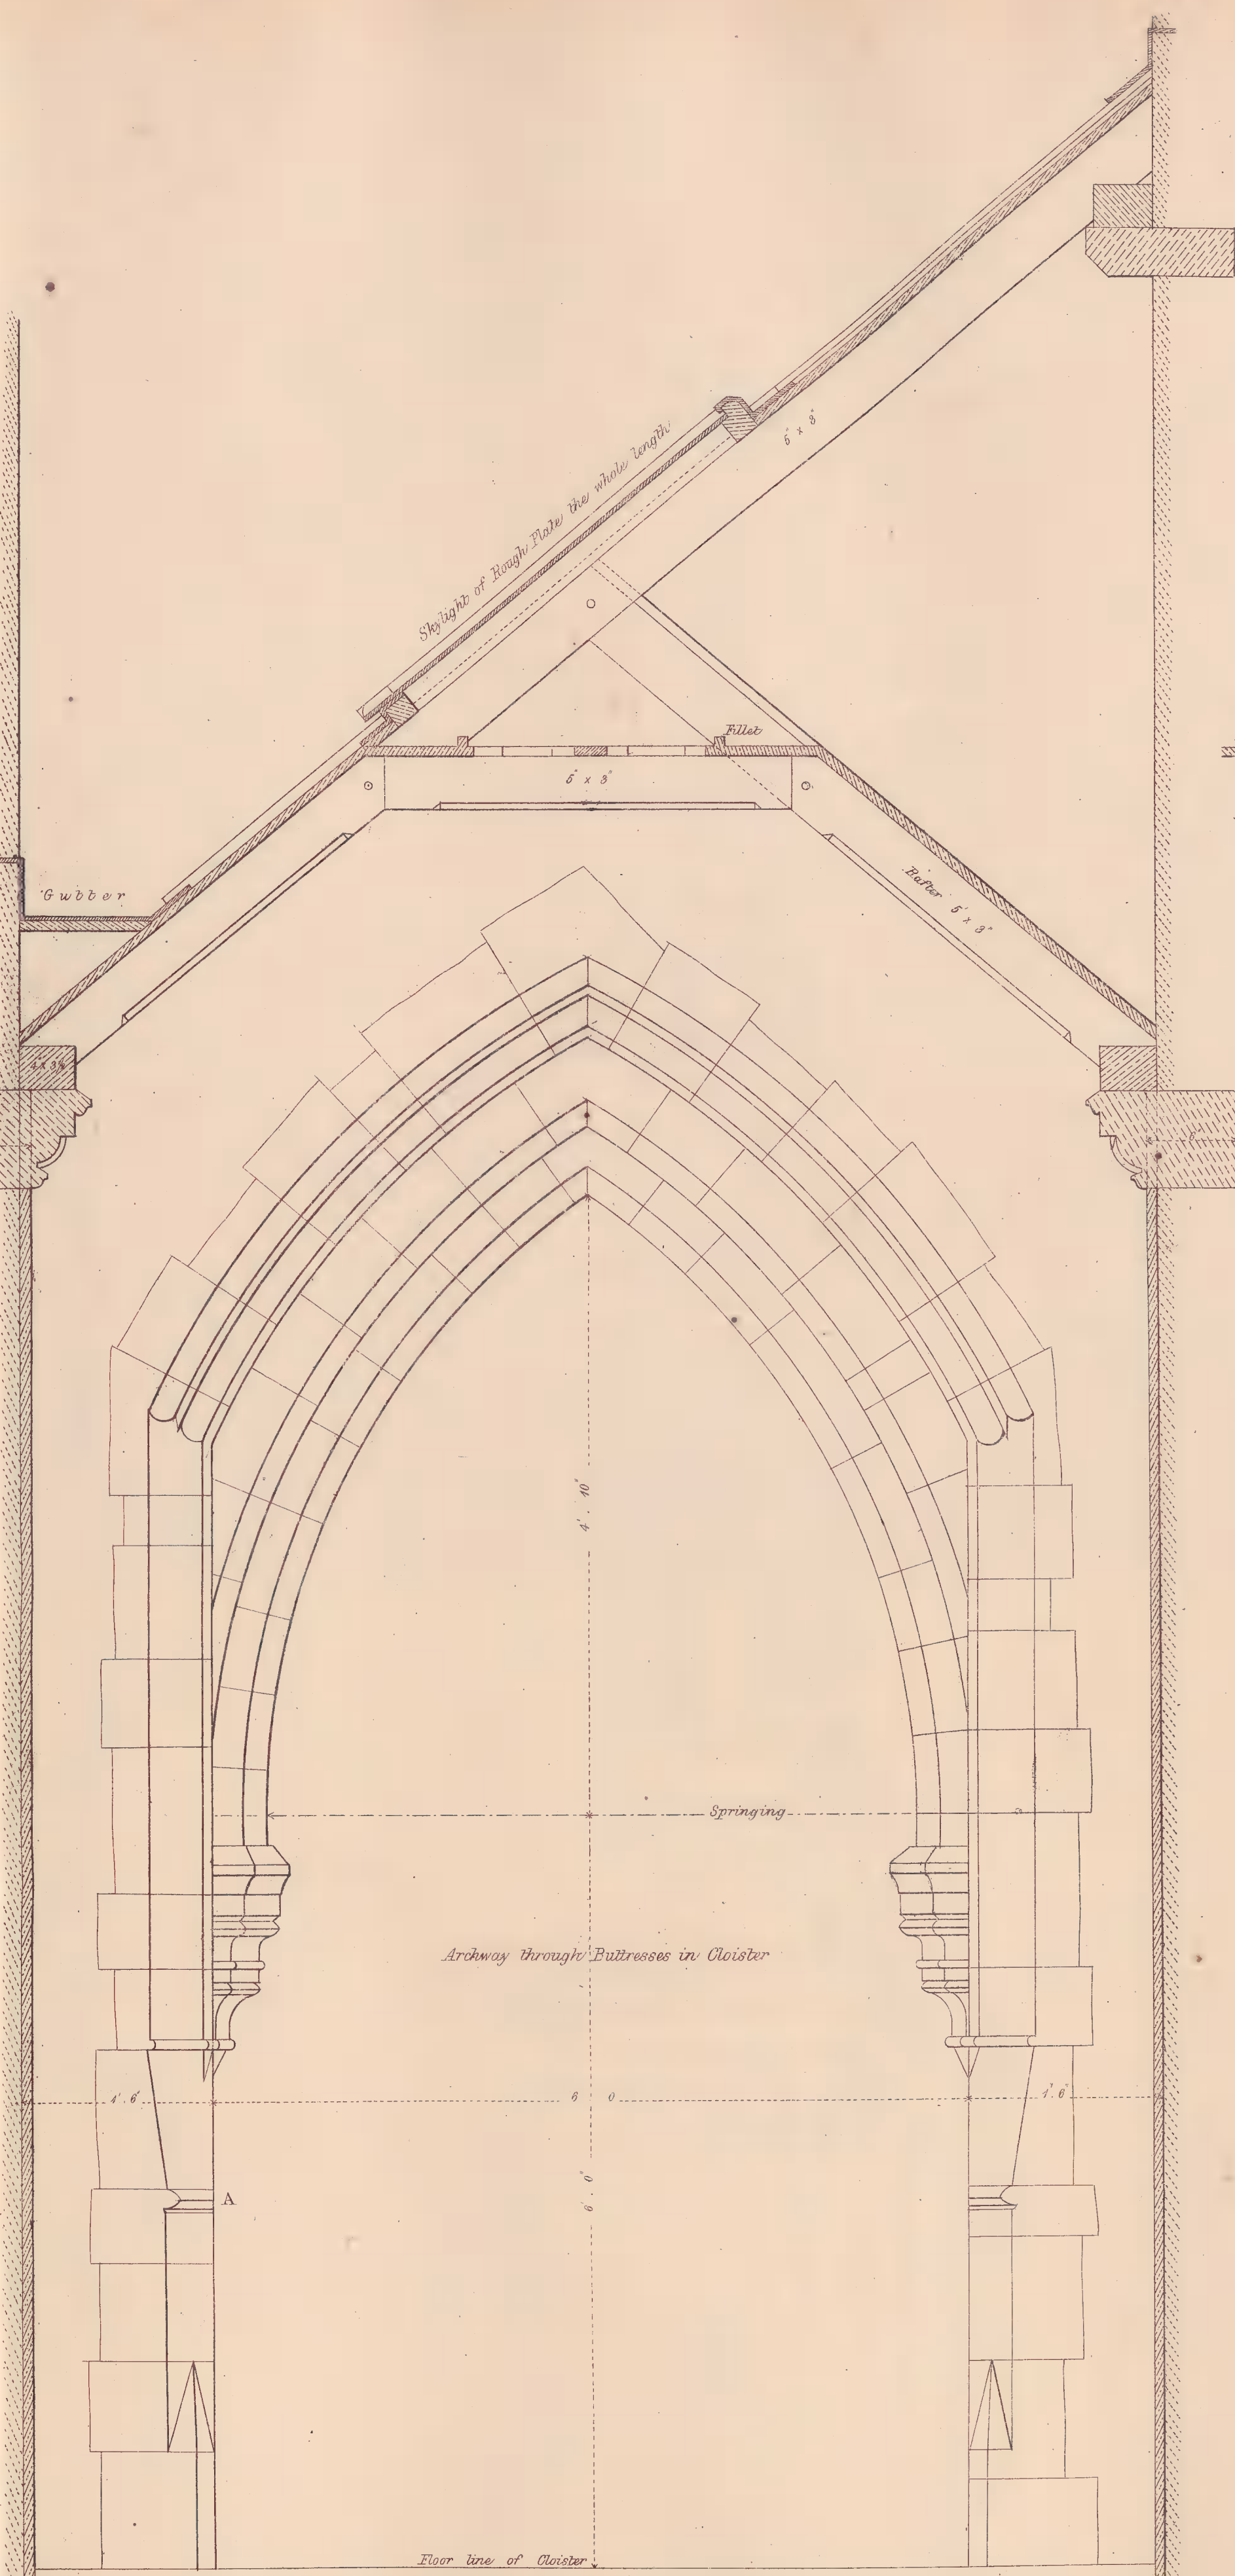 5" x 3"
Skylight of Rough Plate the whole length
Fillet
5" x 3"
Gutter
Rafter 5" x 3"
4' . 10"
Springing
Archway through Buttresses in Cloister
1' . 6"
6 0
1' . 6"
6' . 0"
A
Floor line of Cloister